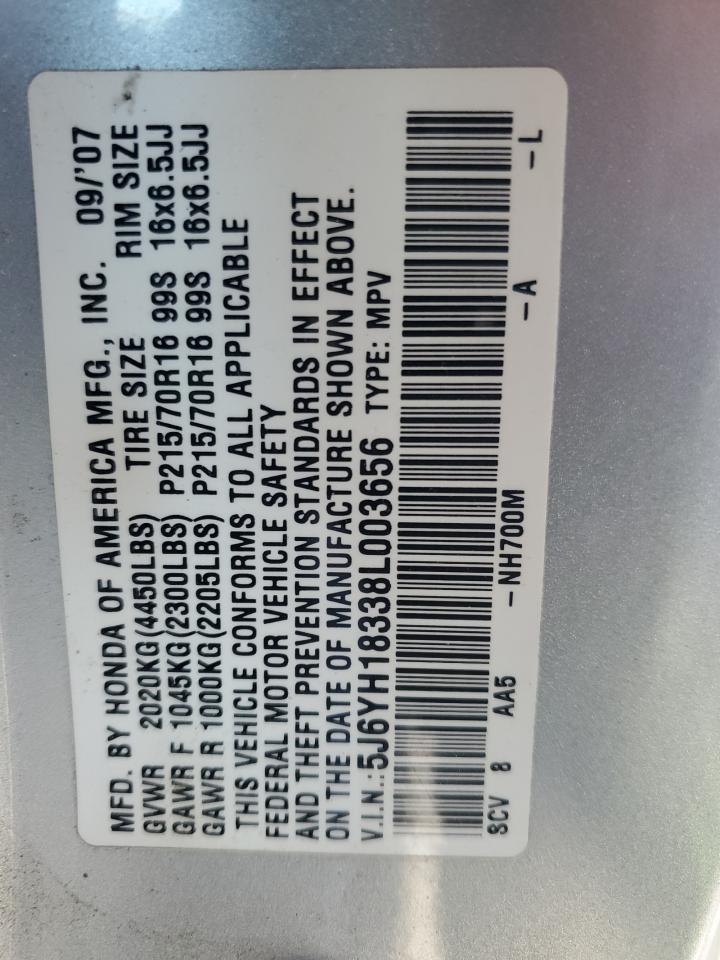 MFD. BY HONDA OF AMERICA MFG., INC. 09/'07
GVWR 2020KG(4450LBS) TIRE SIZE RIM SIZE
GAWR F 1045KG(2300LBS) P215/70R16 99S 16x6.5JJ
GAWR R 1000KG(2205LBS) P215/70R16 99S 16x6.5JJ
THIS VEHICLE CONFORMS TO ALL APPLICABLE
FEDERAL MOTOR VEHICLE SAFETY
AND THEFT PREVENTION STANDARDS IN EFFECT
ON THE DATE OF MANUFACTURE SHOWN ABOVE.
V.I.N.:5J6YH18338L003656 TYPE: MPV
SCV 8 AA5 -NH700M -A -L